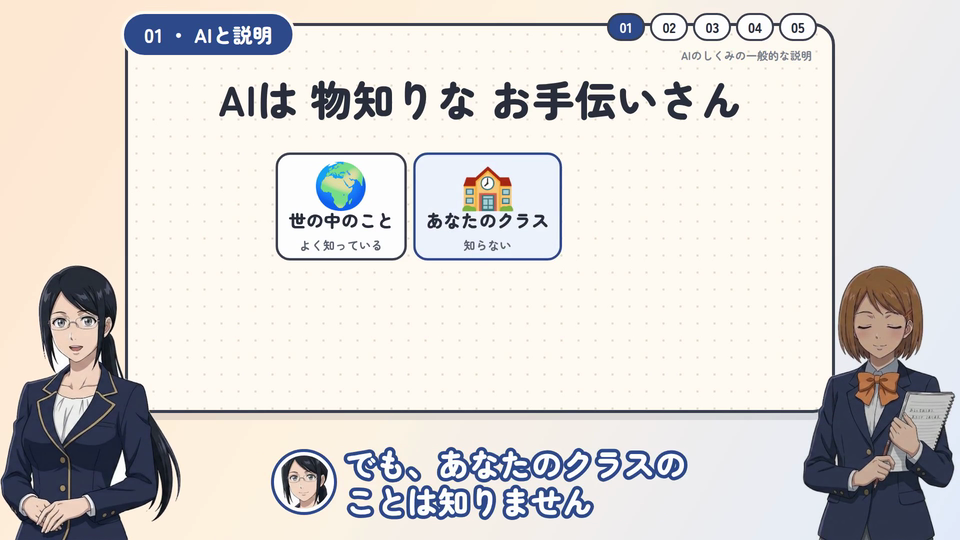 01 ・ AIと説明
01 02 03 04 05
AIのしくみの一般的な説明
AIは 物知りな お手伝いさん
世の中のこと
よく知っている
あなたのクラス
知らない
でも、あなたのクラスの
ことは知りません